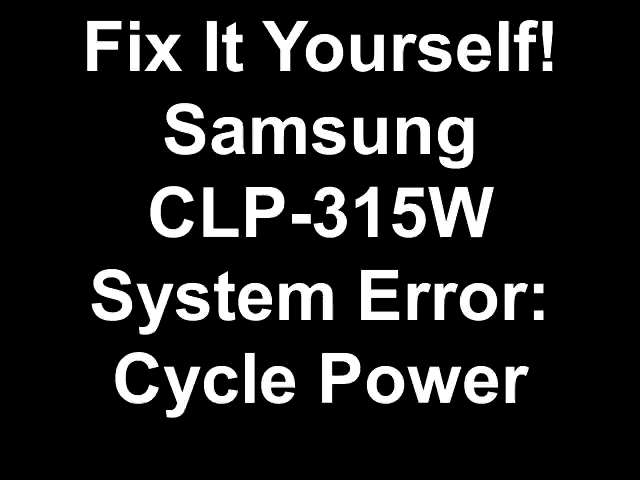 Fix It Yourself!
Samsung
CLP-315W
System Error:
Cycle Power